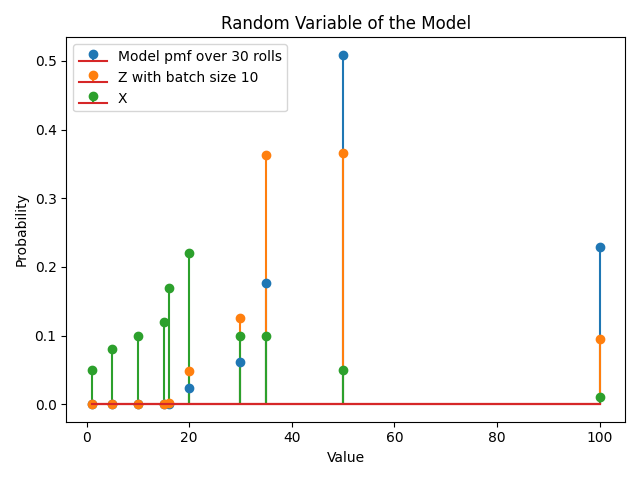 Random Variable of the Model
Model pmf over 30 rolls
Z with batch size 10
X
Probability
0.5
0.4
0.3
0.2
0.1
0.0
0 20 40 60 80 100
Value